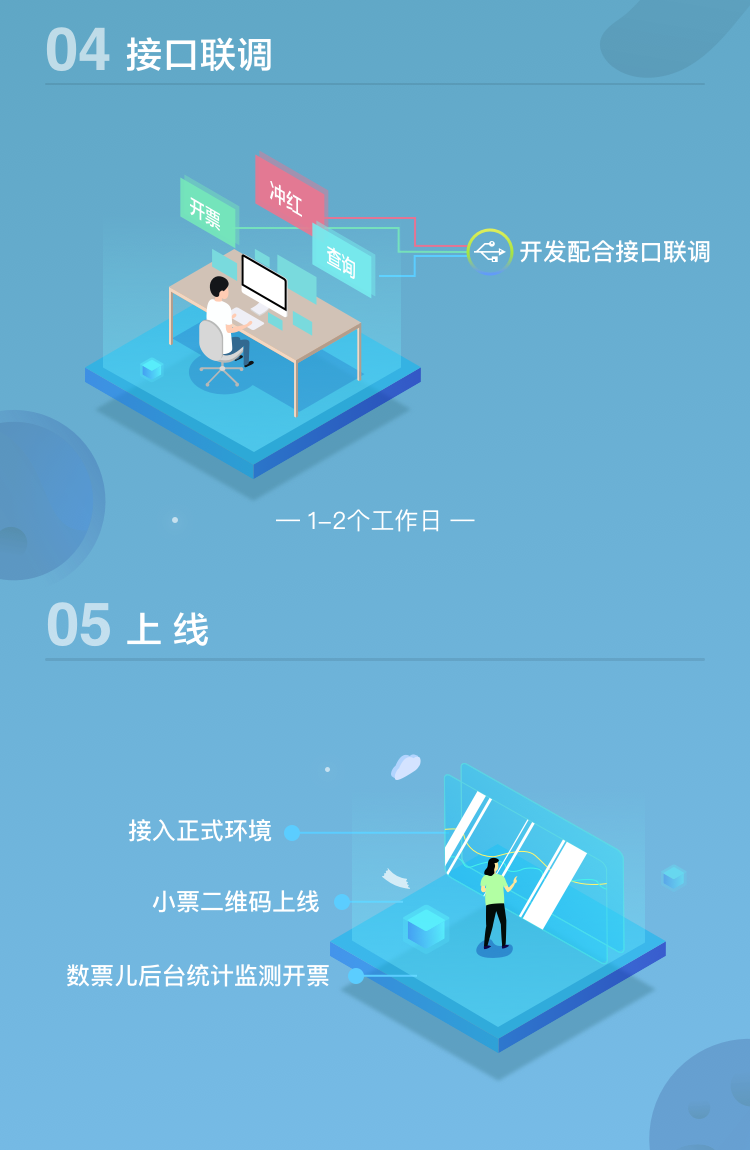 04 接口联调
冲红
开票
查询
开发配合接口联调
— 1-2个工作日 —
05 上 线
接入正式环境
小票二维码上线
数票儿后台统计监测开票